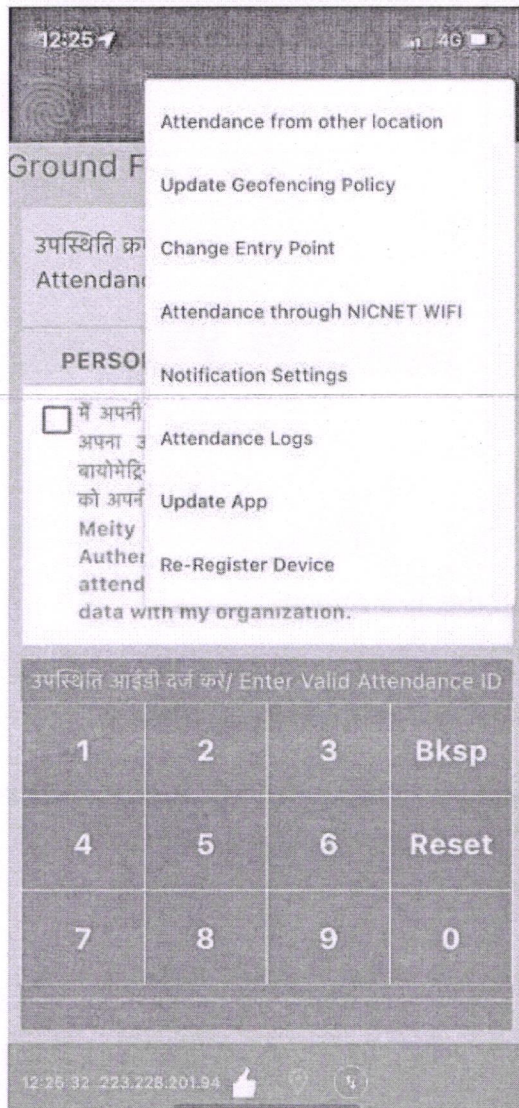 12:25
4G
Attendance from other location
Ground F
Update Geofencing Policy
उपस्थिति क्र
Change Entry Point
Attendan
Attendance through NICNET WIFI
PERSO
Notification Settings
मैं अपनी
अपना
Attendance Logs
बायोमेट्रि
को अपनी
Update App
Meity
Authen
Re-Register Device
attend
data with my organization.
उपस्थिति आईडी दर्ज करें/ Enter Valid Attendance ID
1 2 3 Bksp
4 5 6 Reset
7 8 9 0
12:25:32 223.228.201.94